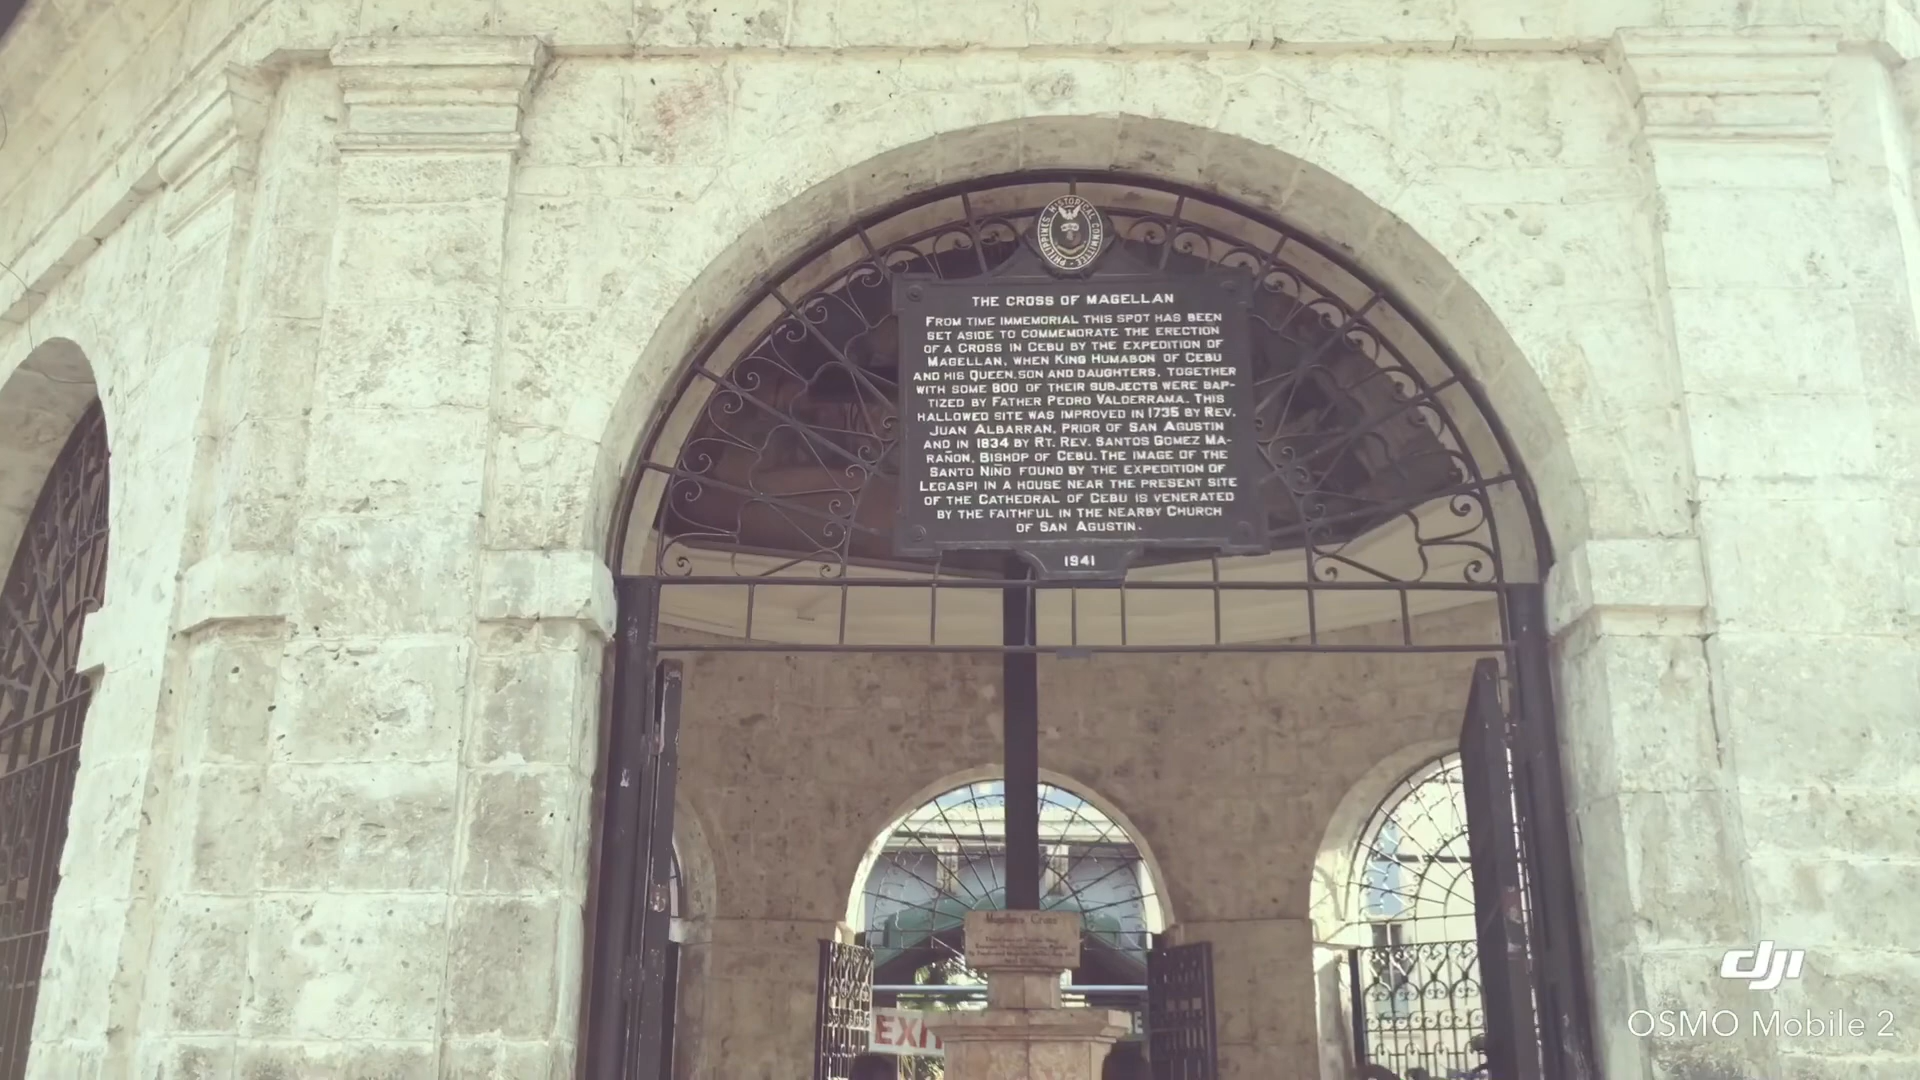 PHILIPPINES HISTORICAL COMMITTEE
THE CROSS OF MAGELLAN
FROM TIME IMMEMORIAL THIS SPOT HAS BEEN
SET ASIDE TO COMMEMORATE THE ERECTION
OF A CROSS IN CEBU BY THE EXPEDITION OF
MAGELLAN, WHEN KING HUMABON OF CEBU
AND HIS QUEEN, SON AND DAUGHTERS, TOGETHER
WITH SOME 800 OF THEIR SUBJECTS WERE BAP-
TIZED BY FATHER PEDRO VALDERRAMA. THIS
HALLOWED SITE WAS IMPROVED IN 1735 BY REV.
JUAN ALBARRAN, PRIOR OF SAN AGUSTIN
AND IN 1834 BY RT. REV. SANTOS GOMEZ MA-
RAÑON, BISHOP OF CEBU. THE IMAGE OF THE
SANTO NIÑO FOUND BY THE EXPEDITION OF
LEGASPI IN A HOUSE NEAR THE PRESENT SITE
OF THE CATHEDRAL OF CEBU IS VENERATED
BY THE FAITHFUL IN THE NEARBY CHURCH
OF SAN AGUSTIN.
1941
Magellan's Cross
EXIT
dji
OSMO Mobile 2